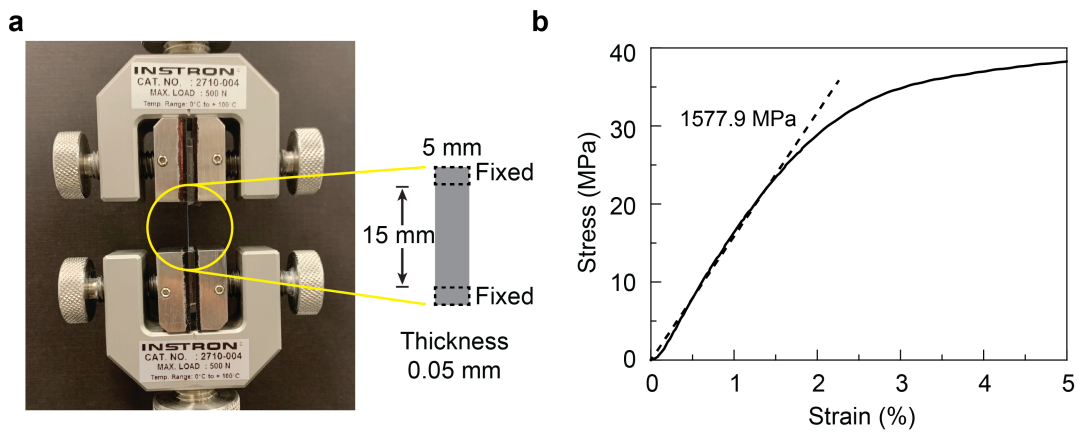 a
INSTRON
CAT. NO. : 2710-004
MAX. LOAD : 500 N
Temp. Range: 0°C to + 100°C
5 mm
Fixed
15 mm
Fixed
Thickness
0.05 mm
INSTRON
CAT. NO. : 2710-004
MAX. LOAD : 500 N
Temp. Range: 0°C to + 100°C
b
40
30
20
10
0
Stress (MPa)
1577.9 MPa
0 1 2 3 4 5
Strain (%)